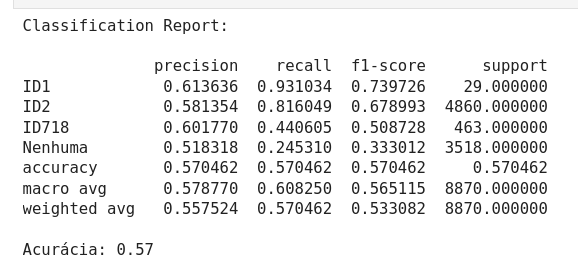 Classification Report:
precision recall f1-score support
ID1 0.613636 0.931034 0.739726 29.000000
ID2 0.581354 0.816049 0.678993 4860.000000
ID718 0.601770 0.440605 0.508728 463.000000
Nenhuma 0.518318 0.245310 0.333012 3518.000000
accuracy 0.570462 0.570462 0.570462 0.570462
macro avg 0.578770 0.608250 0.565115 8870.000000
weighted avg 0.557524 0.570462 0.533082 8870.000000
Acurácia: 0.57